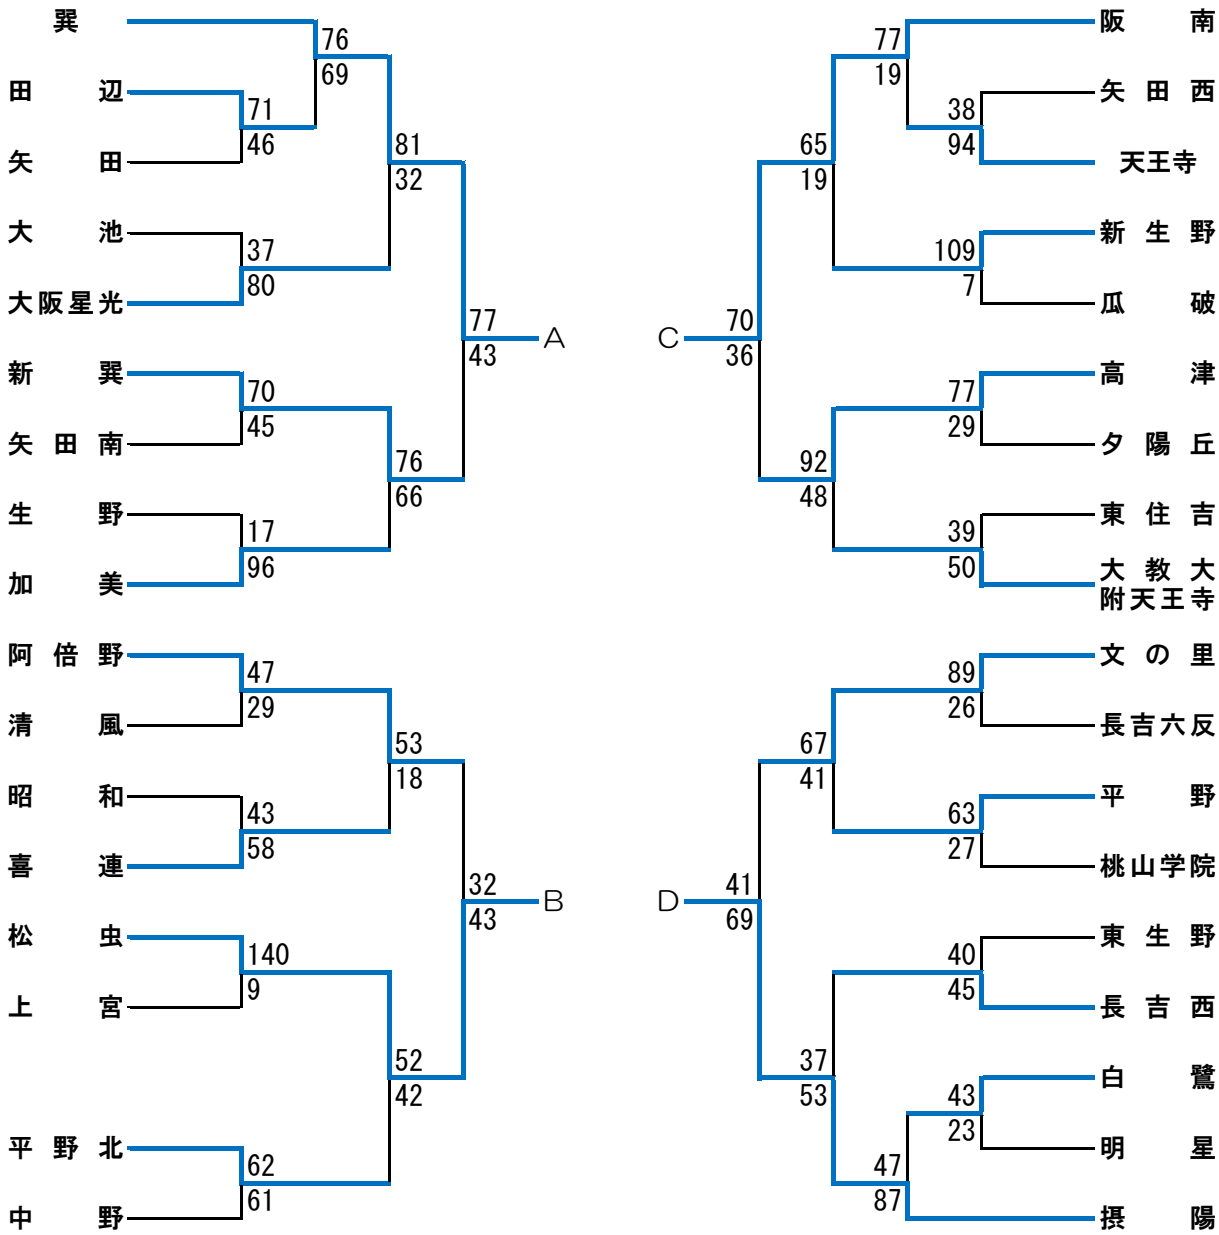 巽
76
69
田辺
71
46
矢田
81
32
大池
37
80
大阪星光
77
43
A
新巽
70
45
矢田南
76
66
生野
17
96
加美
阿倍野
47
29
清風
53
18
昭和
43
58
喜連
32
43
B
松虫
140
9
上宮
52
42
平野北
62
61
中野
阪南
77
19
矢田西
38
94
天王寺
65
19
新生野
109
7
瓜破
C
70
36
高津
77
29
夕陽丘
92
48
東住吉
39
50
大教大
附天王寺
文の里
89
26
長吉六反
67
41
平野
63
27
桃山学院
D
41
69
東生野
40
45
長吉西
37
53
白鷺
43
23
明星
47
87
摂陽